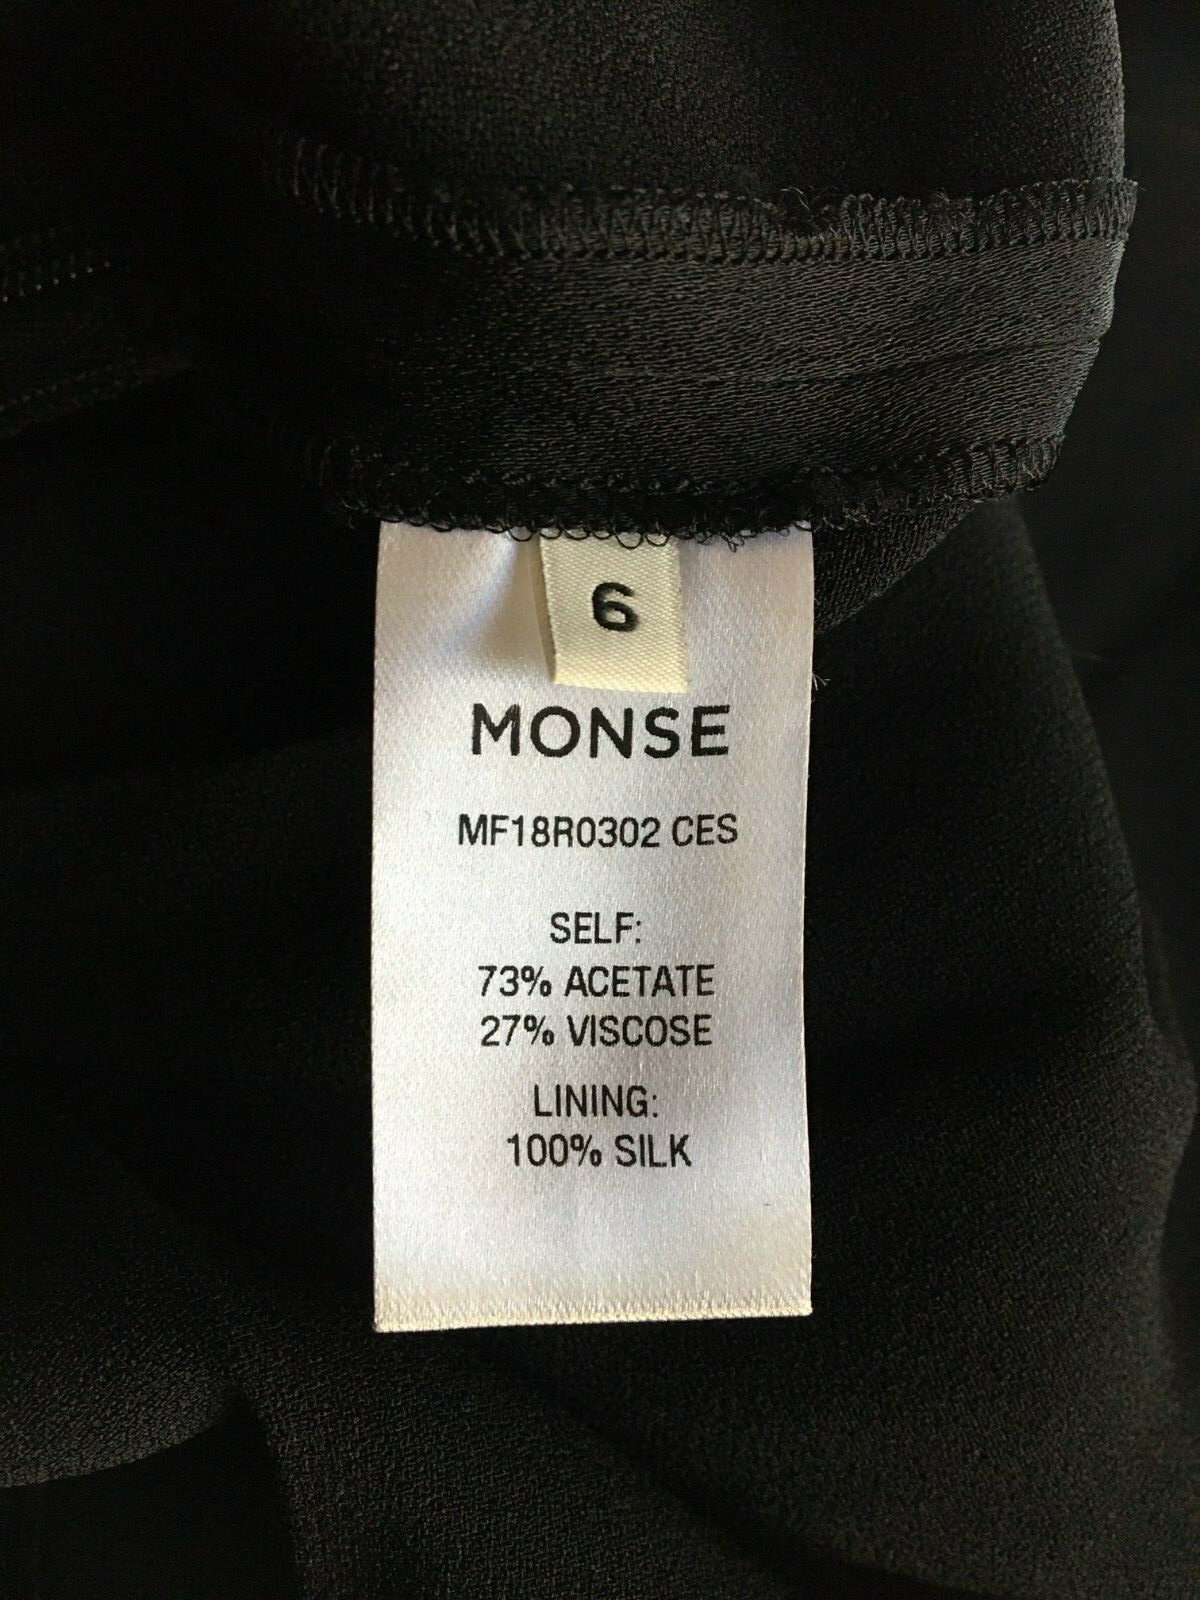 6
MONSE
MF18R0302 CES
SELF:
73% ACETATE
27% VISCOSE
LINING:
100% SILK